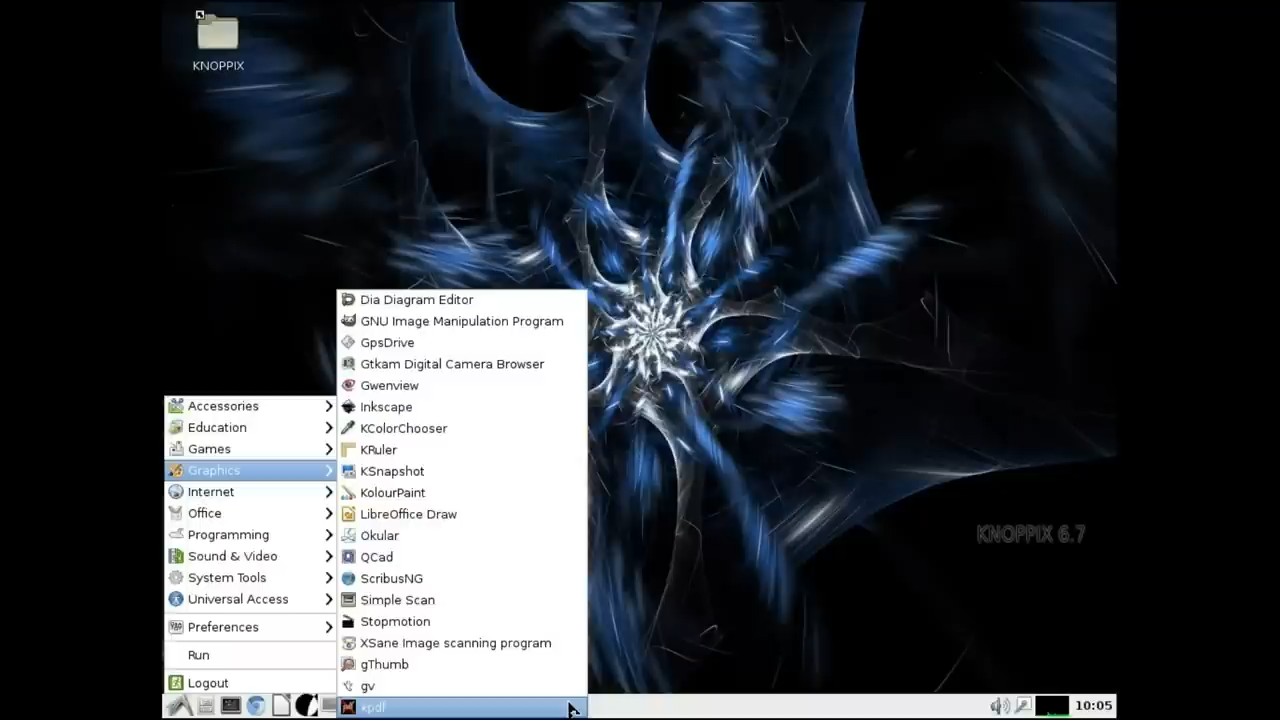 KNOPPIX
Dia Diagram Editor
GNU Image Manipulation Program
GpsDrive
Gtkam Digital Camera Browser
Gwenview
Inkscape
KColorChooser
KRuler
KSnapshot
KolourPaint
LibreOffice Draw
Okular
QCad
ScribusNG
Simple Scan
Stopmotion
XSane Image scanning program
gThumb
gv
xpdf
Accessories
Education
Games
Graphics
Internet
Office
Programming
Sound & Video
System Tools
Universal Access
Preferences
Run
Logout
KNOPPIX 6.7
10:05